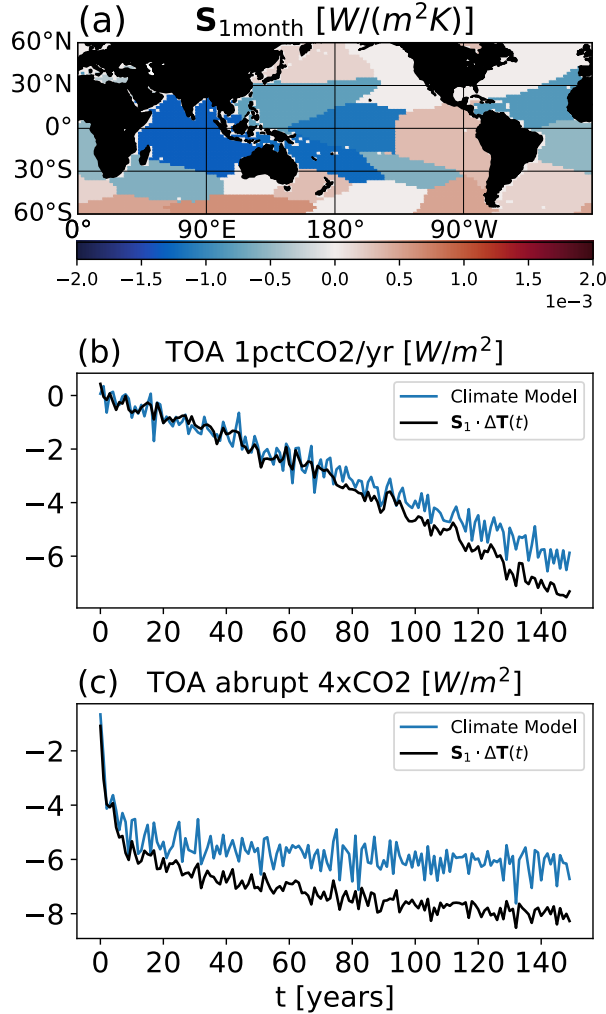 (a) S1month [W/(m²K)]
60°N
30°N
0°
30°S
60°S
0° 90°E 180° 90°W
−2.0 −1.5 −1.0 −0.5 0.0 0.5 1.0 1.5 2.0
1e−3
(b) TOA 1pctCO2/yr [W/m²]
Climate Model
S₁ · ΔT(t)
0
−2
−4
−6
0 20 40 60 80 100 120 140
(c) TOA abrupt 4xCO2 [W/m²]
Climate Model
S₁ · ΔT(t)
−2
−4
−6
−8
0 20 40 60 80 100 120 140
t [years]